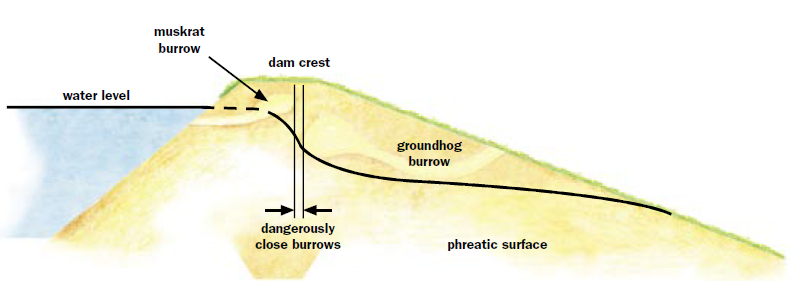 muskrat
burrow
dam crest
water level
groundhog
burrow
dangerously
close burrows
phreatic surface